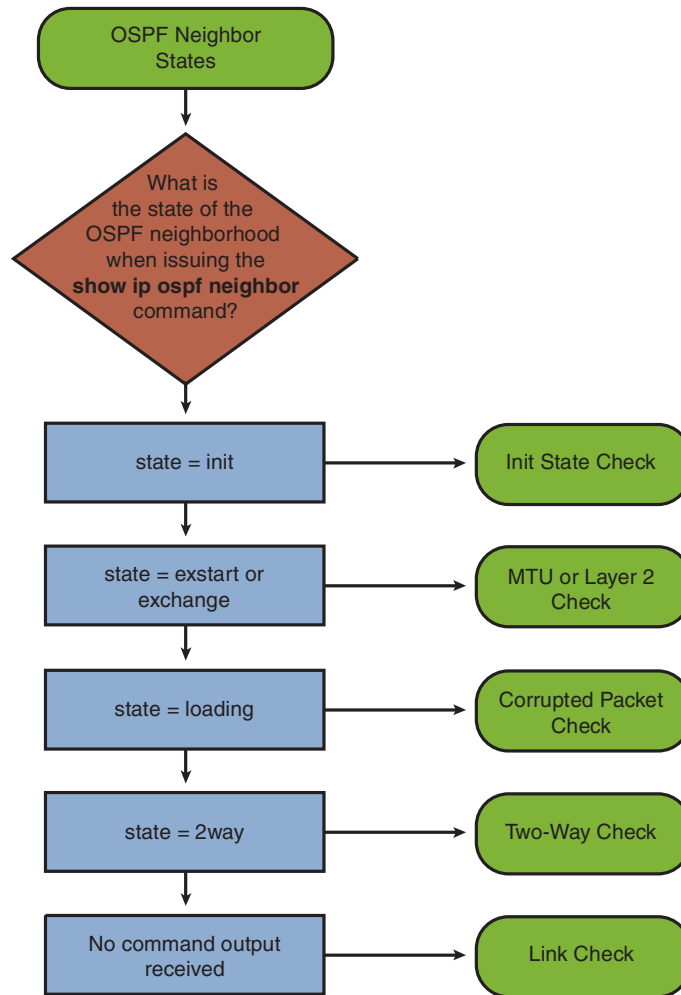 OSPF Neighbor
States
What is
the state of the
OSPF neighborhood
when issuing the
show ip ospf neighbor
command?
state = init
Init State Check
state = exstart or
exchange
MTU or Layer 2
Check
state = loading
Corrupted Packet
Check
state = 2way
Two-Way Check
No command output
received
Link Check